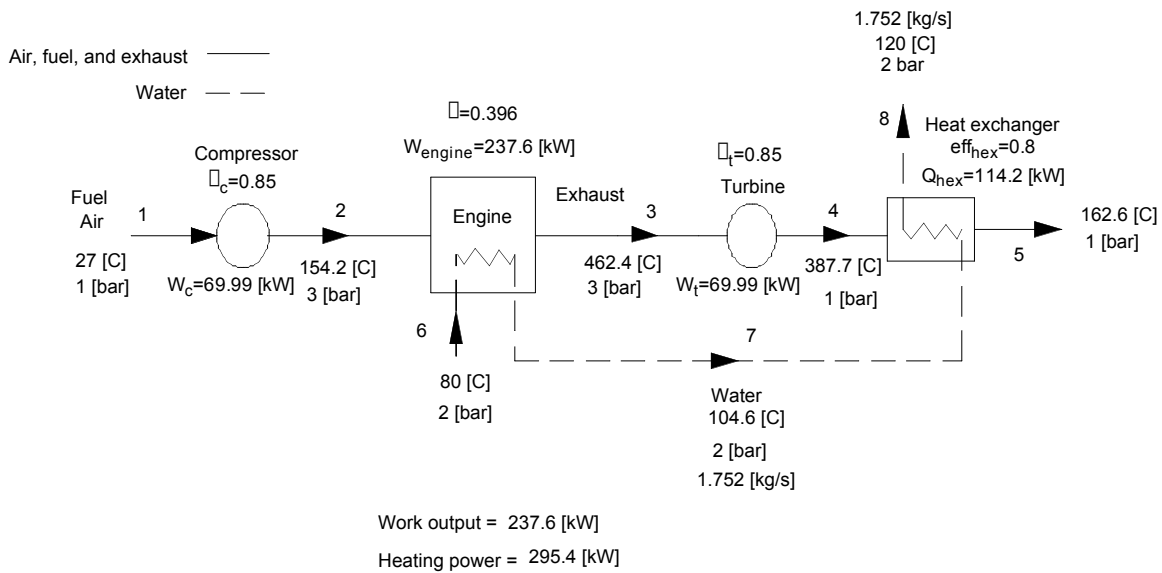 Air, fuel, and exhaust
Water
1.752 [kg/s]
120 [C]
2 bar
8
Heat exchanger
eff_hex=0.8
Q_hex=114.2 [kW]
□=0.396
W_engine=237.6 [kW]
Compressor
□_c=0.85
□_t=0.85
Turbine
Fuel
Air
1
2
Engine
Exhaust
3
4
5
27 [C]
1 [bar]
W_c=69.99 [kW]
154.2 [C]
3 [bar]
462.4 [C]
3 [bar]
W_t=69.99 [kW]
387.7 [C]
1 [bar]
162.6 [C]
1 [bar]
6
7
80 [C]
2 [bar]
Water
104.6 [C]
2 [bar]
1.752 [kg/s]
Work output = 237.6 [kW]
Heating power = 295.4 [kW]